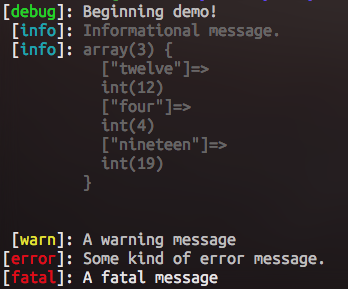 [debug]: Beginning demo!
[info]: Informational message.
[info]: array(3) {
["twelve"]=>
int(12)
["four"]=>
int(4)
["nineteen"]=>
int(19)
}
[warn]: A warning message
[error]: Some kind of error message.
[fatal]: A fatal message